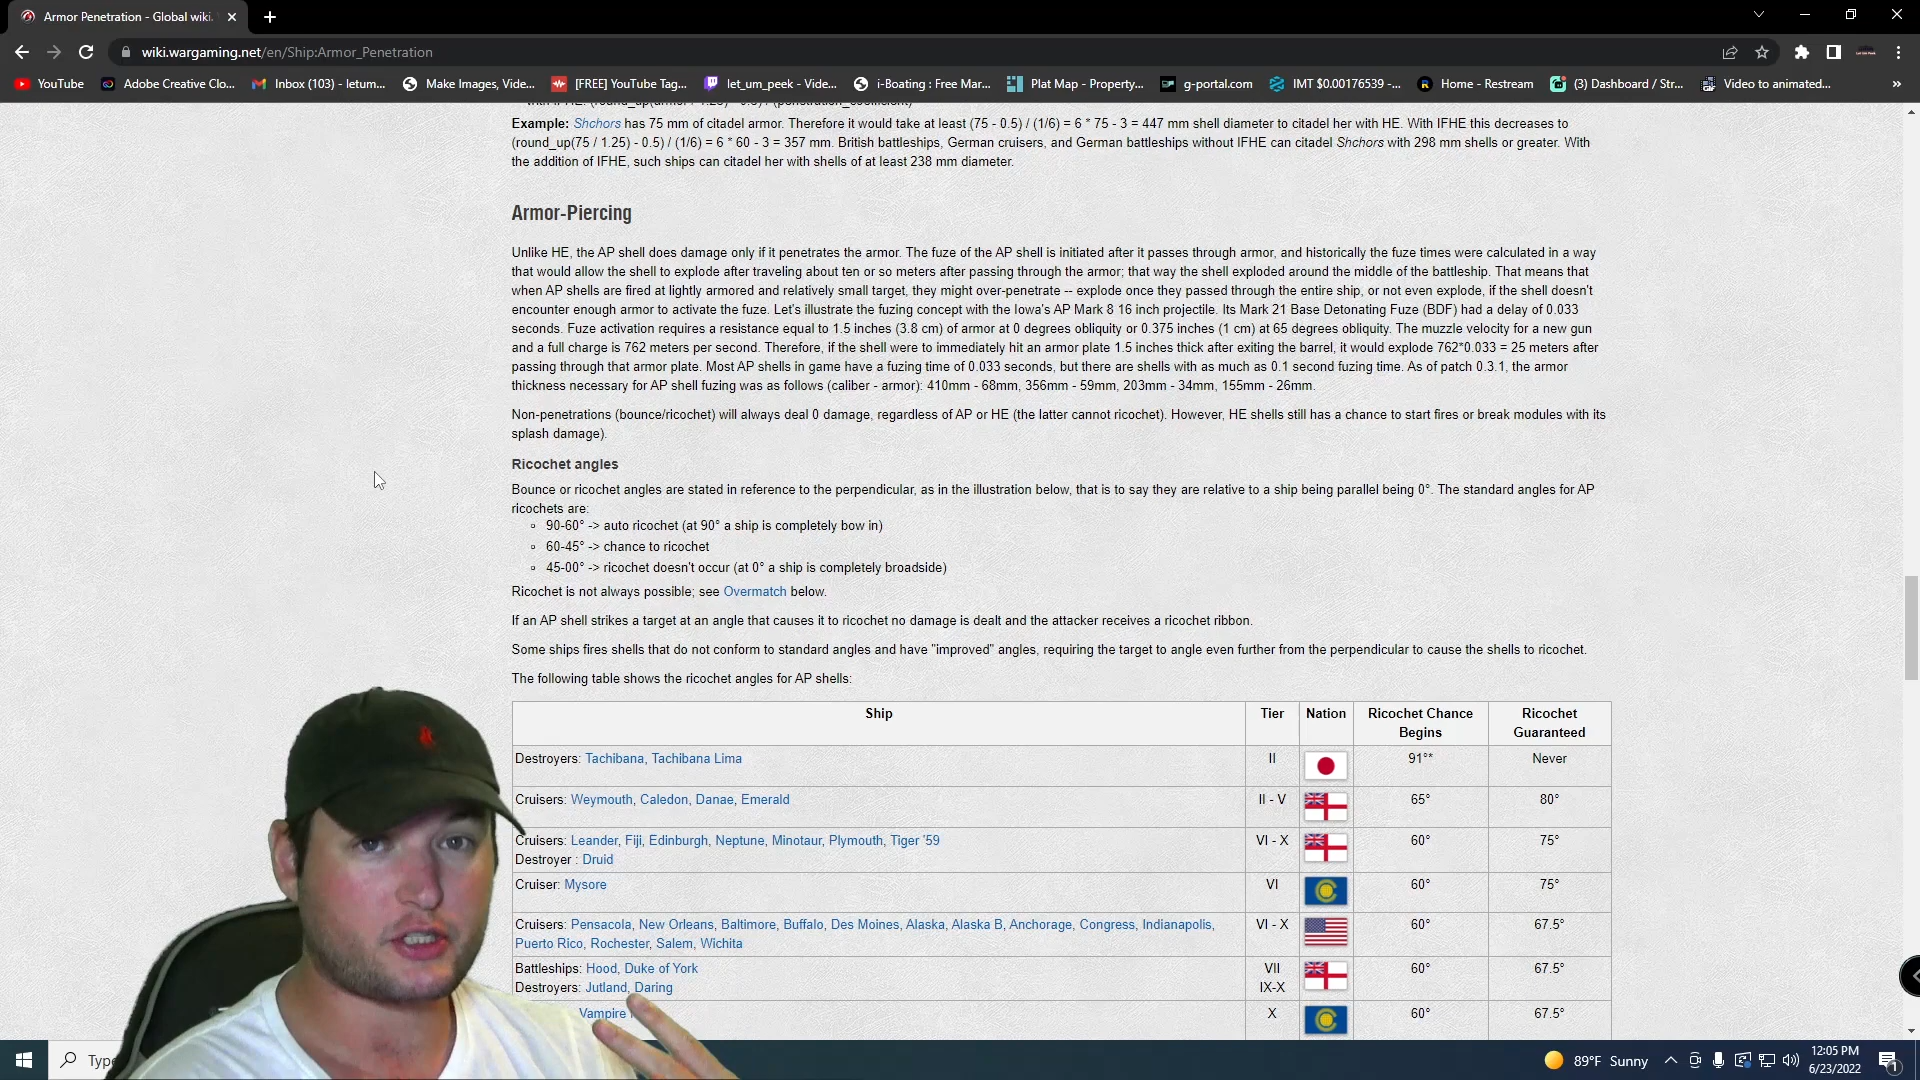 Armor Penetration - Global wiki.
wiki.wargaming.net/en/Ship:Armor_Penetration
YouTube Adobe Creative Clo... Inbox (103) - letum... Make Images, Vide... [FREE] YouTube Tag... let_um_peek - Vide... i-Boating : Free Mar... Plat Map - Property,... g-portal.com IMT $0.00176539 -... Home - Restream (3) Dashboard / Str... Video to animated...
Example: Shchors has 75 mm of citadel armor. Therefore it would take at least (75 - 0.5) / (1/6) = 6 * 75 - 3 = 447 mm shell diameter to citadel her with HE. With IFHE this decreases to
(round_up(75 / 1.25) - 0.5) / (1/6) = 6 * 60 - 3 = 357 mm. British battleships, German cruisers, and German battleships without IFHE can citadel Shchors with 298 mm shells or greater. With
the addition of IFHE, such ships can citadel her with shells of at least 238 mm diameter.
Armor-Piercing
Unlike HE, the AP shell does damage only if it penetrates the armor. The fuze of the AP shell is initiated after it passes through armor, and historically the fuze times were calculated in a way
that would allow the shell to explode after traveling about ten or so meters after passing through the armor; that way the shell exploded around the middle of the battleship. That means that
when AP shells are fired at lightly armored and relatively small target, they might over-penetrate -- explode once they passed through the entire ship, or not even explode, if the shell doesn't
encounter enough armor to activate the fuze. Let's illustrate the fuzing concept with the Iowa's AP Mark 8 16 inch projectile. Its Mark 21 Base Detonating Fuze (BDF) had a delay of 0.033
seconds. Fuze activation requires a resistance equal to 1.5 inches (3.8 cm) of armor at 0 degrees obliquity or 0.375 inches (1 cm) at 65 degrees obliquity. The muzzle velocity for a new gun
and a full charge is 762 meters per second. Therefore, if the shell were to immediately hit an armor plate 1.5 inches thick after exiting the barrel, it would explode 762*0.033 = 25 meters after
passing through that armor plate. Most AP shells in game have a fuzing time of 0.033 seconds, but there are shells with as much as 0.1 second fuzing time. As of patch 0.3.1, the armor
thickness necessary for AP shell fuzing was as follows (caliber - armor): 410mm - 68mm, 356mm - 59mm, 203mm - 34mm, 155mm - 26mm.
Non-penetrations (bounce/ricochet) will always deal 0 damage, regardless of AP or HE (the latter cannot ricochet). However, HE shells still has a chance to start fires or break modules with its
splash damage).
Ricochet angles
Bounce or ricochet angles are stated in reference to the perpendicular, as in the illustration below, that is to say they are relative to a ship being parallel being 0°. The standard angles for AP
ricochets are:
90-60° -> auto ricochet (at 90° a ship is completely bow in)
60-45° -> chance to ricochet
45-00° -> ricochet doesn't occur (at 0° a ship is completely broadside)
Ricochet is not always possible; see Overmatch below.
If an AP shell strikes a target at an angle that causes it to ricochet no damage is dealt and the attacker receives a ricochet ribbon.
Some ships fires shells that do not conform to standard angles and have "improved" angles, requiring the target to angle even further from the perpendicular to cause the shells to ricochet.
The following table shows the ricochet angles for AP shells:
Ship Tier Nation Ricochet Chance Ricochet
Begins Guaranteed
Destroyers: Tachibana, Tachibana Lima II 91°* Never
Cruisers: Weymouth, Caledon, Danae, Emerald II - V 65° 80°
Cruisers: Leander, Fiji, Edinburgh, Neptune, Minotaur, Plymouth, Tiger '59 VI - X 60° 75°
Destroyer : Druid
Cruiser: Mysore VI 60° 75°
Cruisers: Pensacola, New Orleans, Baltimore, Buffalo, Des Moines, Alaska, Alaska B, Anchorage, Congress, Indianapolis, VI - X 60° 67.5°
Puerto Rico, Rochester, Salem, Wichita
Battleships: Hood, Duke of York VII 60° 67.5°
Destroyers: Jutland, Daring IX-X
Vampire X 60° 67.5°
Type 89°F Sunny 12:05 PM
6/23/2022
1